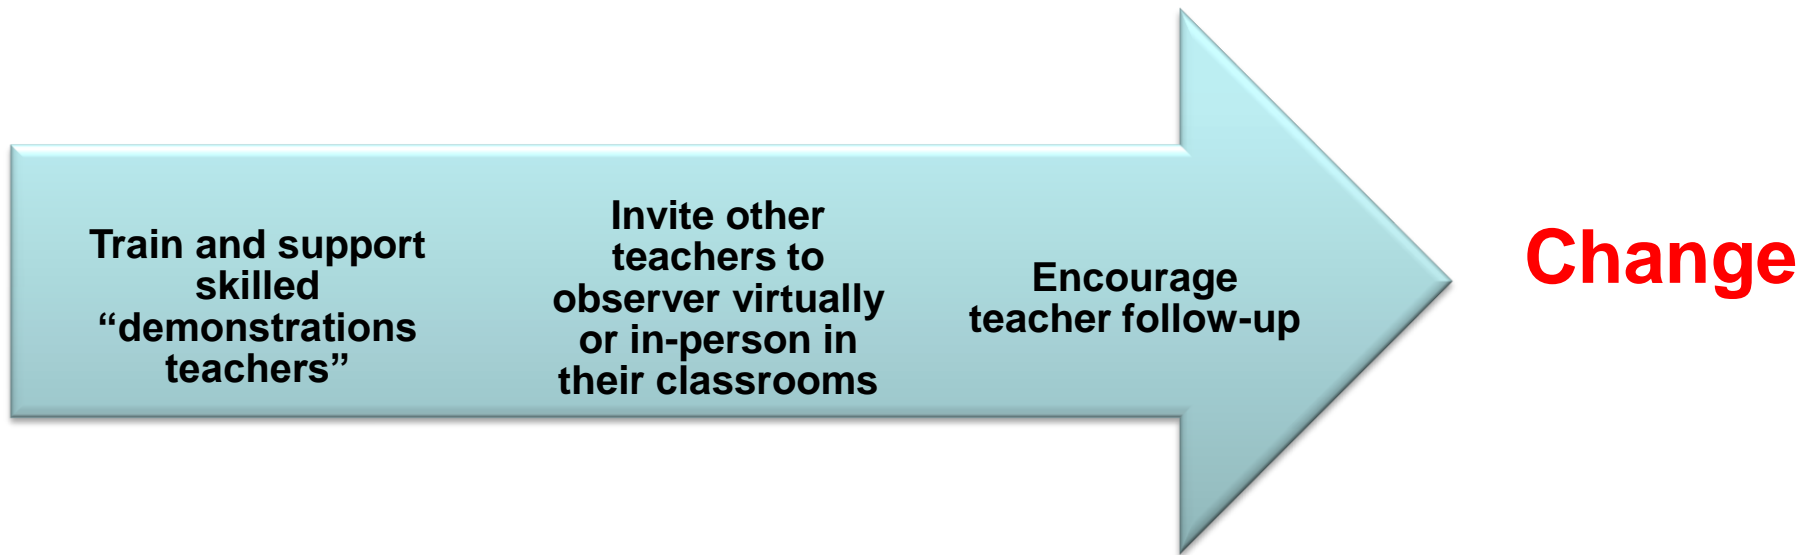 Train and support
skilled
“demonstrations
teachers”
Invite other
teachers to
observer virtually
or in-person in
their classrooms
Encourage
teacher follow-up
Change